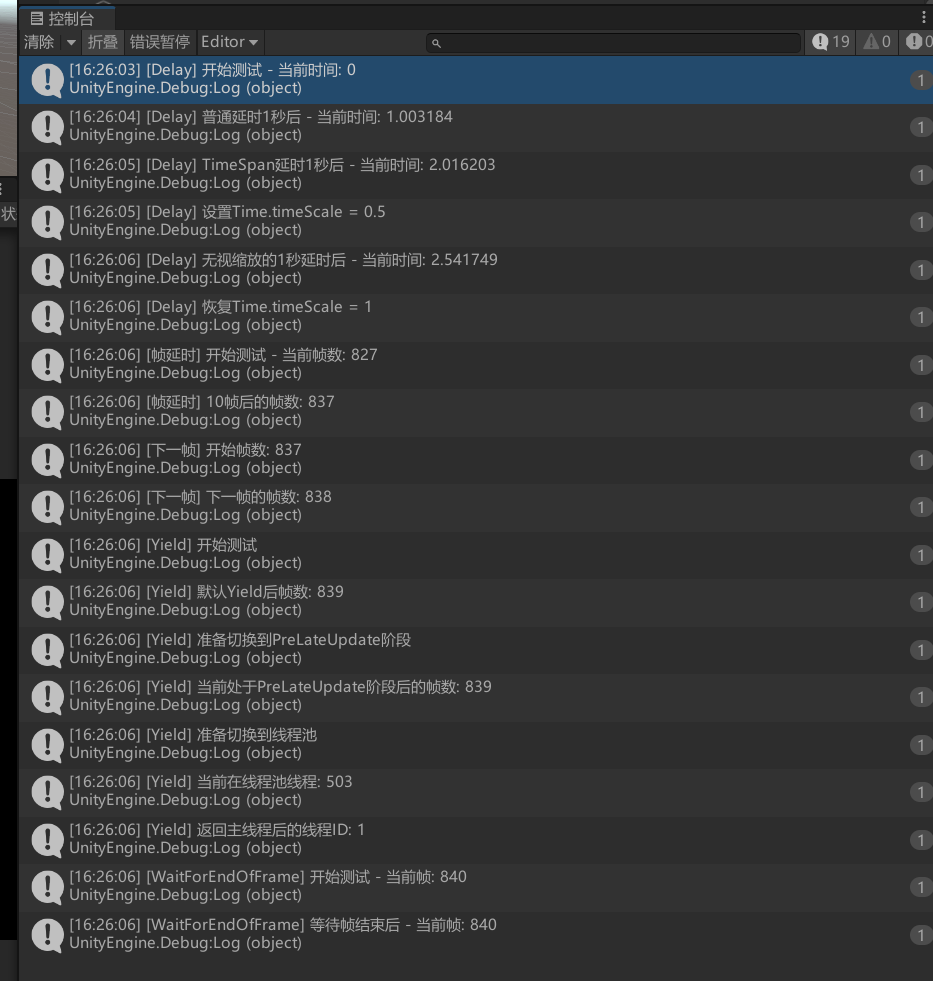 控制台
清除 折叠 错误暂停 Editor 19 0 0
[16:26:03] [Delay] 开始测试 - 当前时间: 0
UnityEngine.Debug:Log (object)
1
[16:26:04] [Delay] 普通延时1秒后 - 当前时间: 1.003184
UnityEngine.Debug:Log (object)
1
[16:26:05] [Delay] TimeSpan延时1秒后 - 当前时间: 2.016203
UnityEngine.Debug:Log (object)
1
状
[16:26:05] [Delay] 设置Time.timeScale = 0.5
UnityEngine.Debug:Log (object)
1
[16:26:06] [Delay] 无视缩放的1秒延时后 - 当前时间: 2.541749
UnityEngine.Debug:Log (object)
1
[16:26:06] [Delay] 恢复Time.timeScale = 1
UnityEngine.Debug:Log (object)
1
[16:26:06] [帧延时] 开始测试 - 当前帧数: 827
UnityEngine.Debug:Log (object)
1
[16:26:06] [帧延时] 10帧后的帧数: 837
UnityEngine.Debug:Log (object)
1
[16:26:06] [下一帧] 开始帧数: 837
UnityEngine.Debug:Log (object)
1
[16:26:06] [下一帧] 下一帧的帧数: 838
UnityEngine.Debug:Log (object)
1
[16:26:06] [Yield] 开始测试
UnityEngine.Debug:Log (object)
1
[16:26:06] [Yield] 默认Yield后帧数: 839
UnityEngine.Debug:Log (object)
1
[16:26:06] [Yield] 准备切换到PreLateUpdate阶段
UnityEngine.Debug:Log (object)
1
[16:26:06] [Yield] 当前处于PreLateUpdate阶段后的帧数: 839
UnityEngine.Debug:Log (object)
1
[16:26:06] [Yield] 准备切换到线程池
UnityEngine.Debug:Log (object)
1
[16:26:06] [Yield] 当前在线程池线程: 503
UnityEngine.Debug:Log (object)
1
[16:26:06] [Yield] 返回主线程后的线程ID: 1
UnityEngine.Debug:Log (object)
1
[16:26:06] [WaitForEndOfFrame] 开始测试 - 当前帧: 840
UnityEngine.Debug:Log (object)
1
[16:26:06] [WaitForEndOfFrame] 等待帧结束后 - 当前帧: 840
UnityEngine.Debug:Log (object)
1